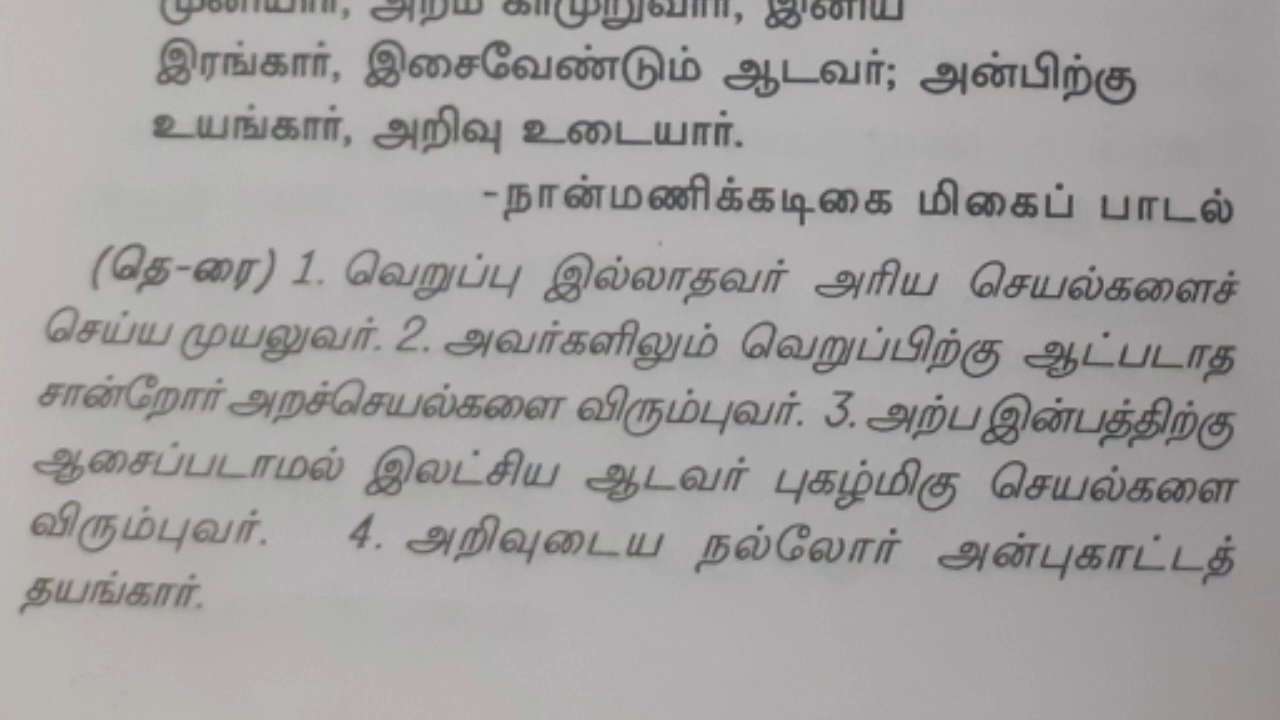 முனியார், அறம் காமுறுவார், இனிய
இரங்கார், இசைவேண்டும் ஆடவர்; அன்பிற்கு
உயங்கார், அறிவு உடையார்.
-நான்மணிக்கடிகை மிகைப் பாடல்
(தெ-ரை) 1. வெறுப்பு இல்லாதவர் அரிய செயல்களைச்
செய்ய முயலுவர். 2. அவர்களிலும் வெறுப்பிற்கு ஆட்படாத
சான்றோர் அறச்செயல்களை விரும்புவர். 3. அற்ப இன்பத்திற்கு
ஆசைப்படாமல் இலட்சிய ஆடவர் புகழ்மிகு செயல்களை
விரும்புவர். 4. அறிவுடைய நல்லோர் அன்புகாட்டத்
தயங்கார்.